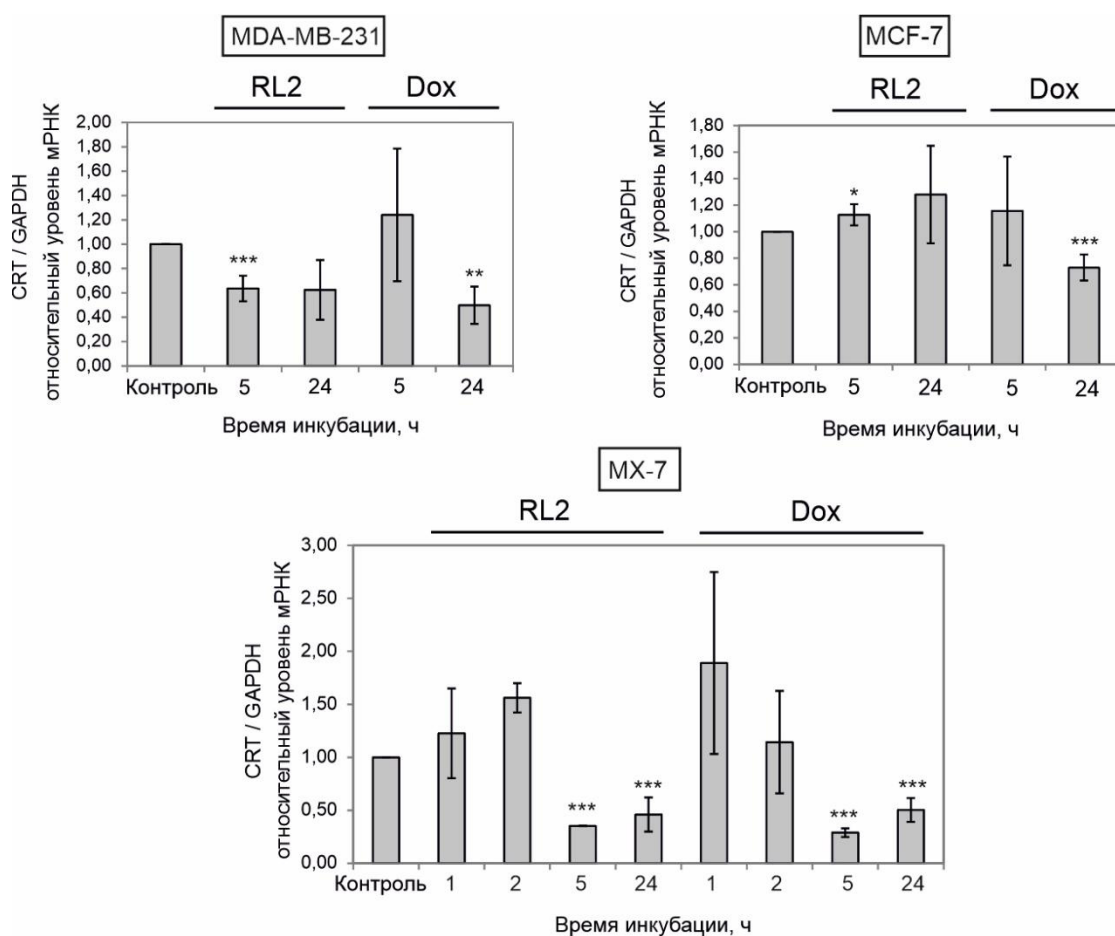 MDA-MB-231
RL2 Dox
CRT / GAPDH
относительный уровень мРНК
2,00
1,80
1,60
1,40
1,20
1,00
0,80
0,60
0,40
0,20
0,00
*** **
Контроль 5 24 5 24
Время инкубации, ч
MCF-7
RL2 Dox
CRT / GAPDH
относительный уровень мРНК
1,80
1,60
1,40
1,20
1,00
0,80
0,60
0,40
0,20
0,00
* ***
Контроль 5 24 5 24
Время инкубации, ч
MX-7
RL2 Dox
CRT / GAPDH
относительный уровень мРНК
3,00
2,50
2,00
1,50
1,00
0,50
0,00
*** *** *** ***
Контроль 1 2 5 24 1 2 5 24
Время инкубации, ч